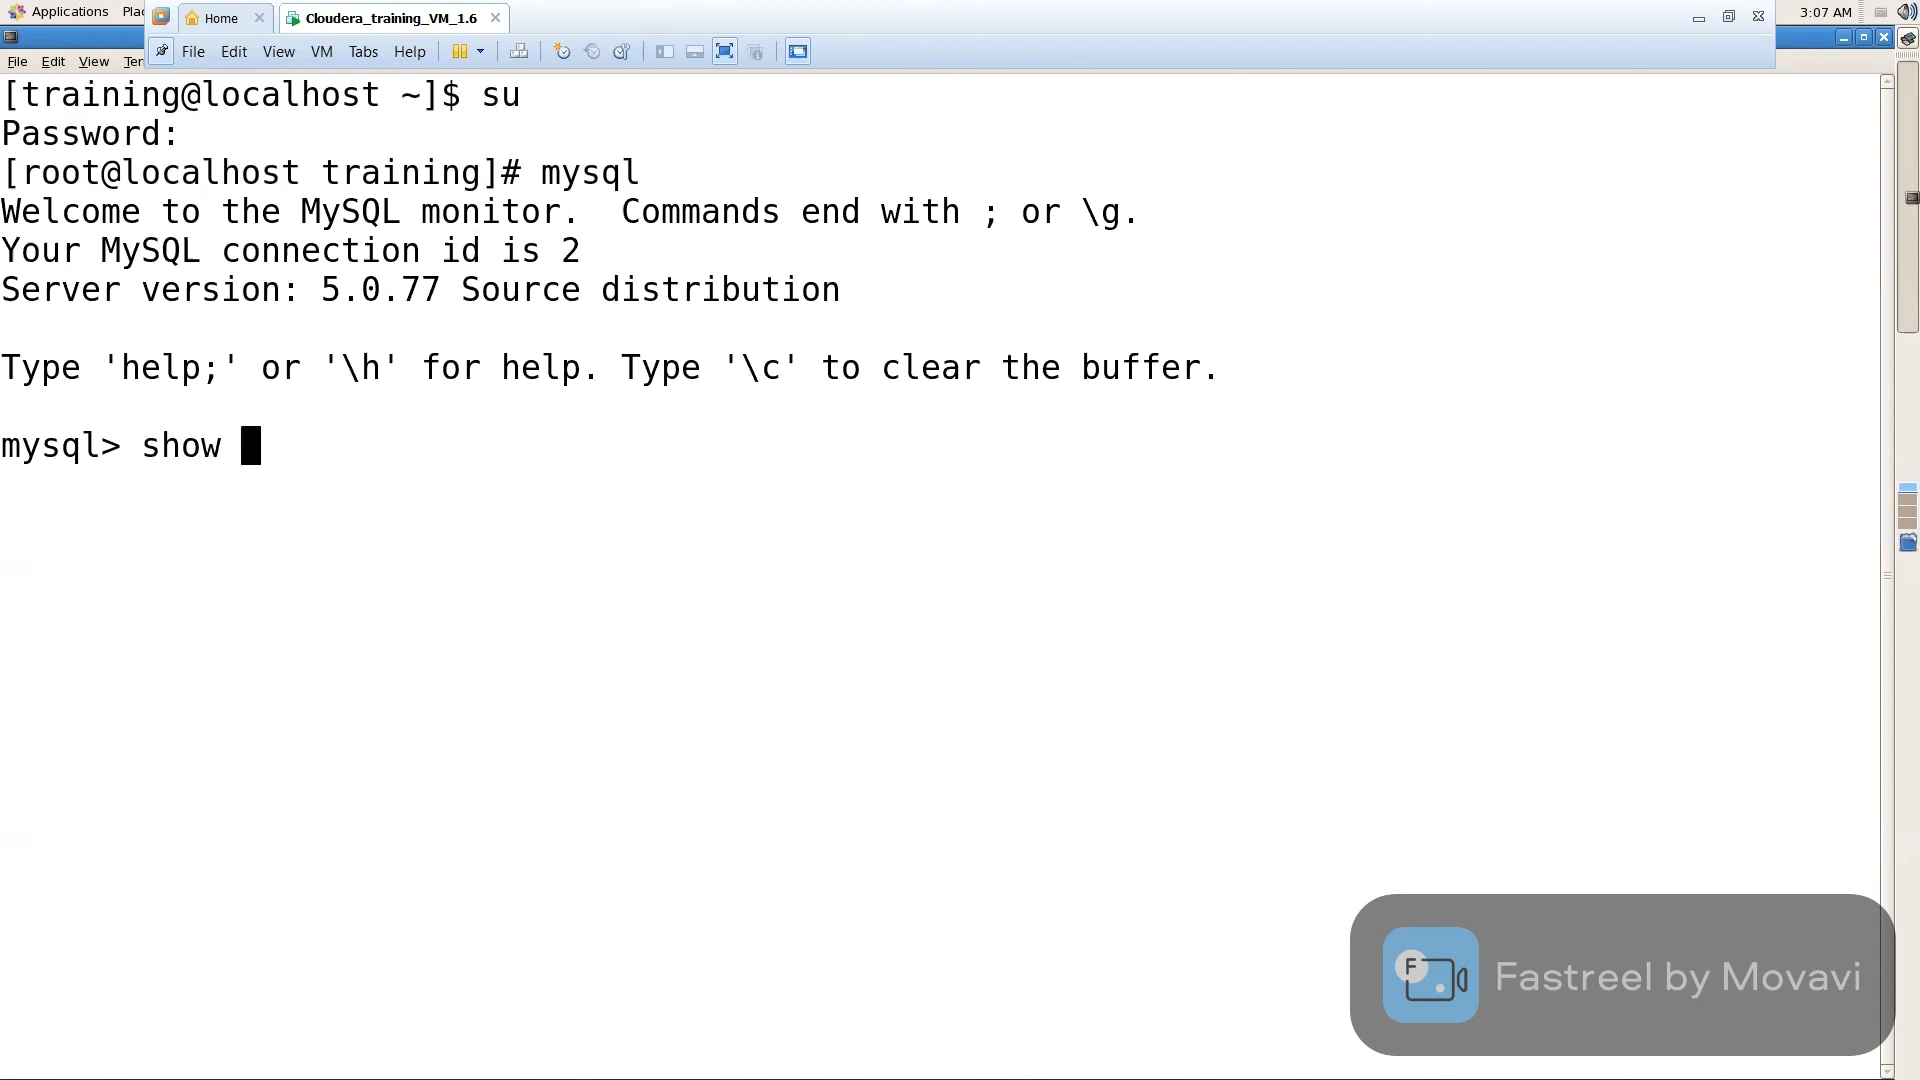 Applications Plac
Home
Cloudera_training_VM_1.6
3:07 AM
File Edit View VM Tabs Help
File Edit View Ter
[training@localhost ~]$ su
Password:
[root@localhost training]# mysql
Welcome to the MySQL monitor.  Commands end with ; or \g.
Your MySQL connection id is 2
Server version: 5.0.77 Source distribution
Type 'help;' or '\h' for help. Type '\c' to clear the buffer.
mysql> show
F
Fastreel by Movavi